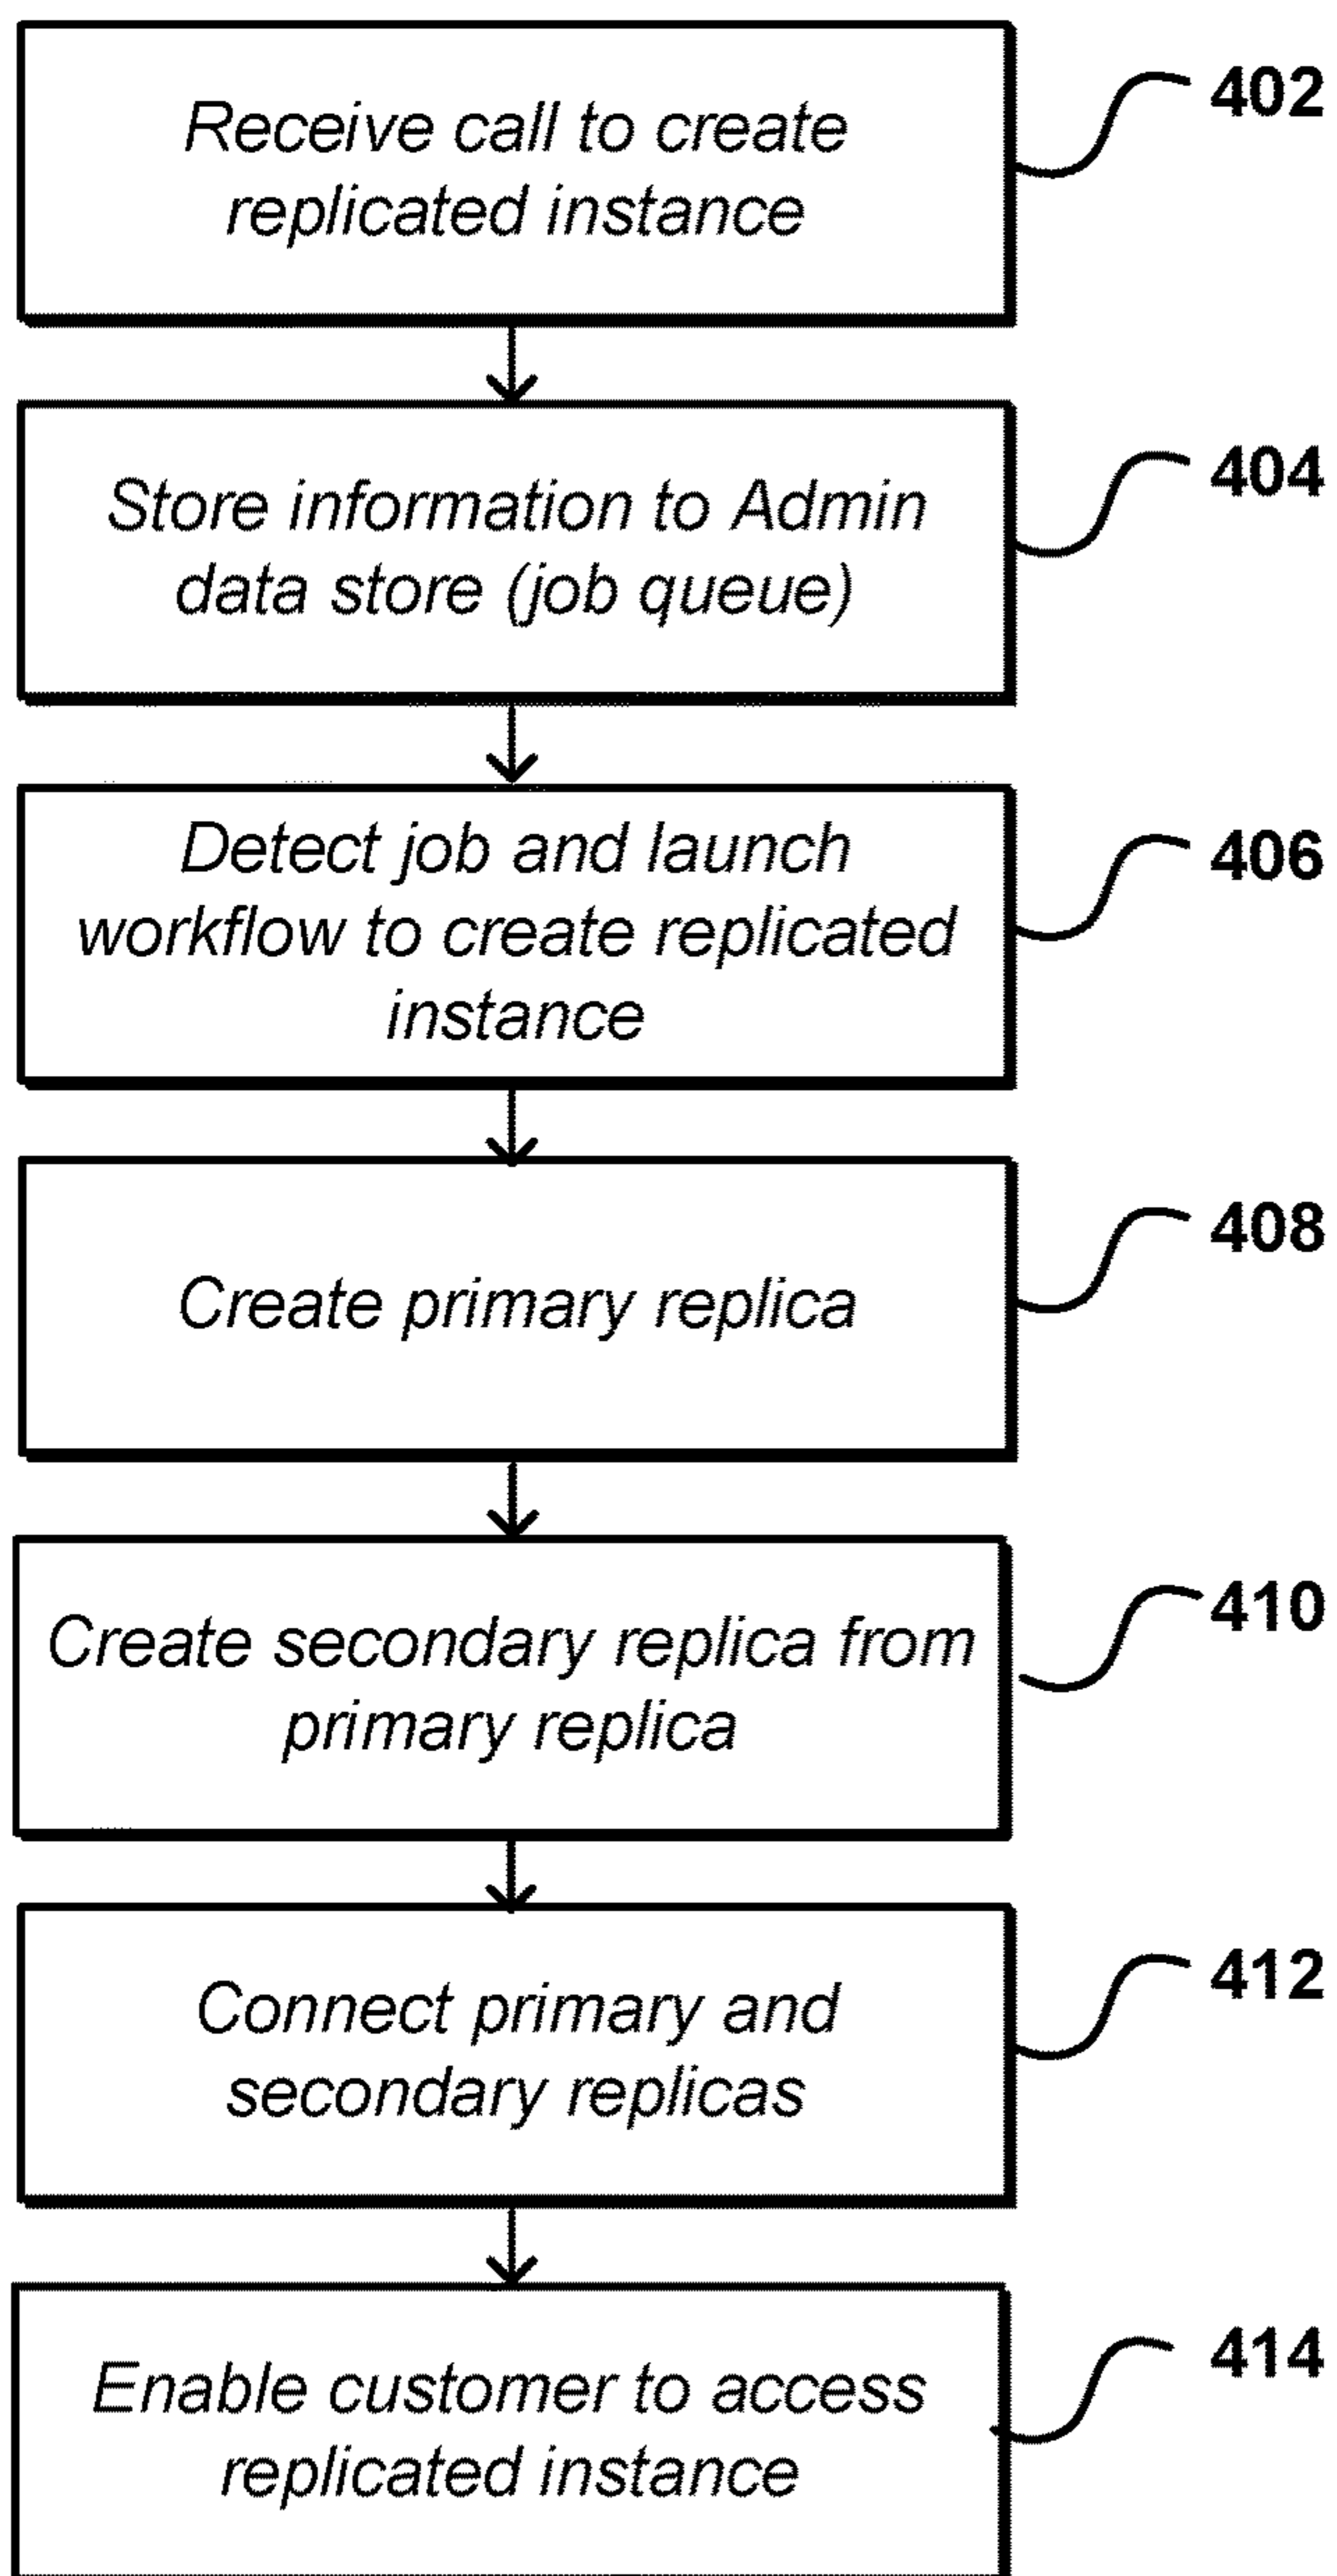 Receive call to create
replicated instance
402
Store information to Admin
data store (job queue)
404
Detect job and launch
workflow to create replicated
instance
406
Create primary replica
408
Create secondary replica from
primary replica
410
Connect primary and
secondary replicas
412
Enable customer to access
replicated instance
414